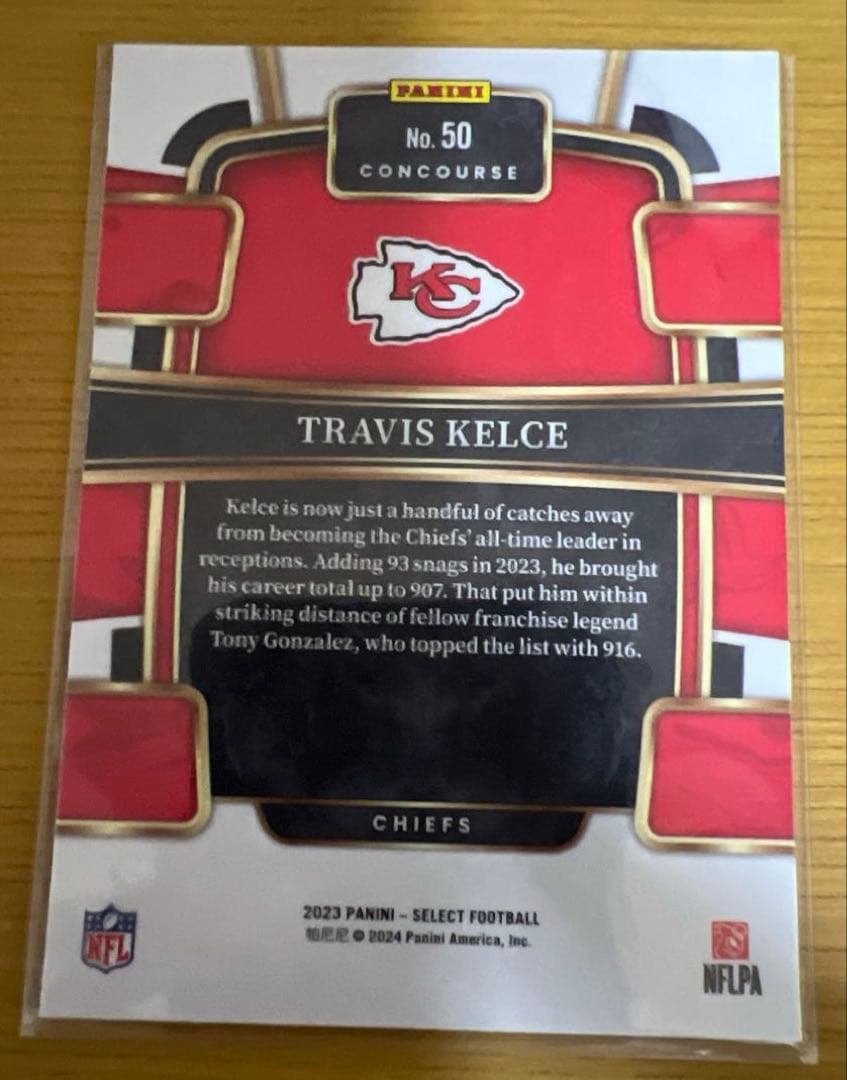 PANINI
No. 50
CONCOURSE
KC
TRAVIS KELCE
Kelce is now just a handful of catches away
from becoming the Chiefs' all-time leader in
receptions. Adding 93 snags in 2023, he brought
his career total up to 907. That put him within
striking distance of fellow franchise legend
Tony Gonzalez, who topped the list with 916.
CHIEFS
2023 PANINI – SELECT FOOTBALL
帕尼尼 © 2024 Panini America, Inc.
NFL
NFLPA